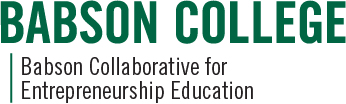 BABSON COLLEGE
Babson Collaborative for
Entrepreneurship Education